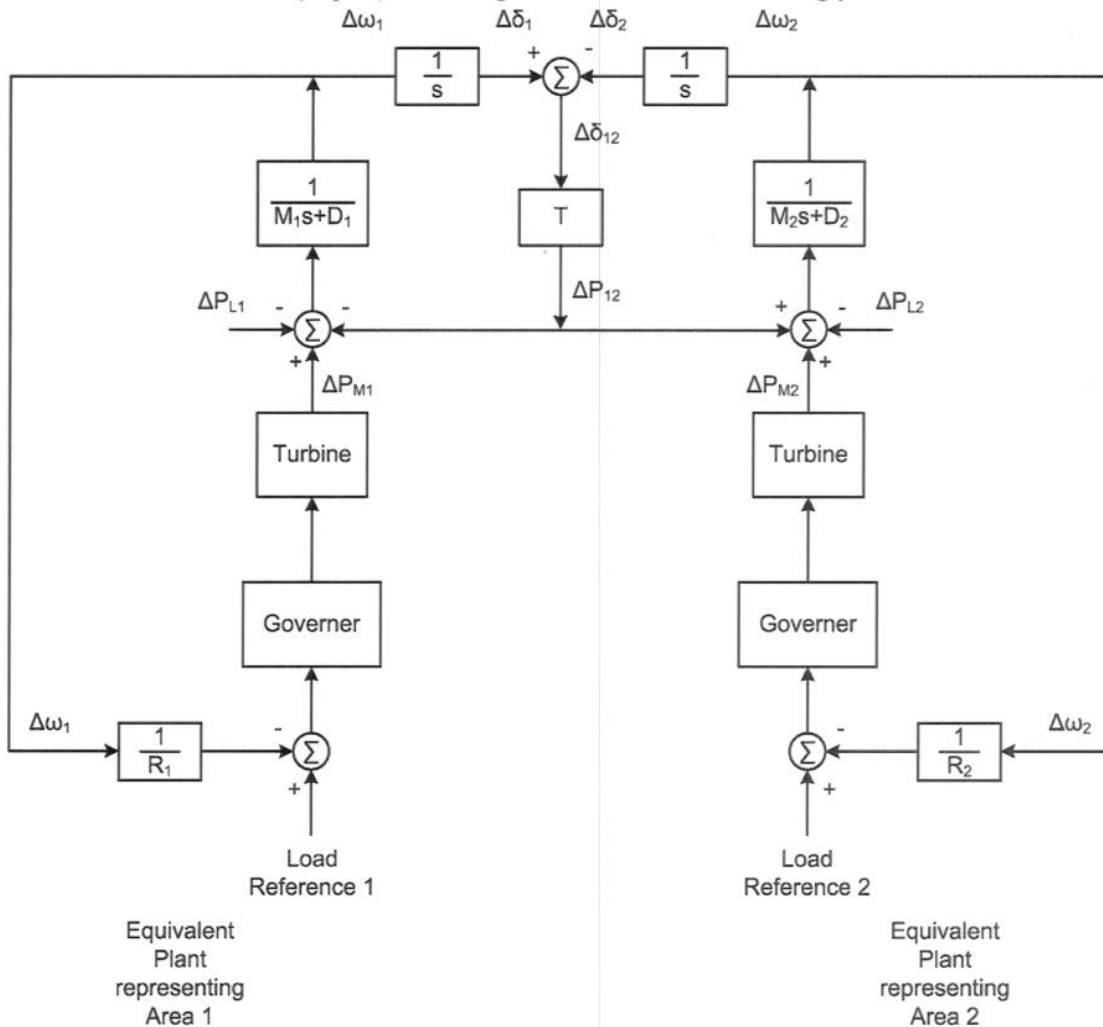 Δω₁ Δδ₁ Δδ₂ Δω₂
+ -
1
s
Σ
1
s
Δδ₁₂
1
M₁s+D₁
T
1
M₂s+D₂
ΔP₁₂
ΔP_L1 - - + - ΔP_L2
Σ Σ
+ +
ΔP_M1 ΔP_M2
Turbine Turbine
Governer Governer
Δω₁ - - Δω₂
1
R₁
Σ Σ
1
R₂
+ +
Load
Reference 1
Load
Reference 2
Equivalent
Plant
representing
Area 1
Equivalent
Plant
representing
Area 2